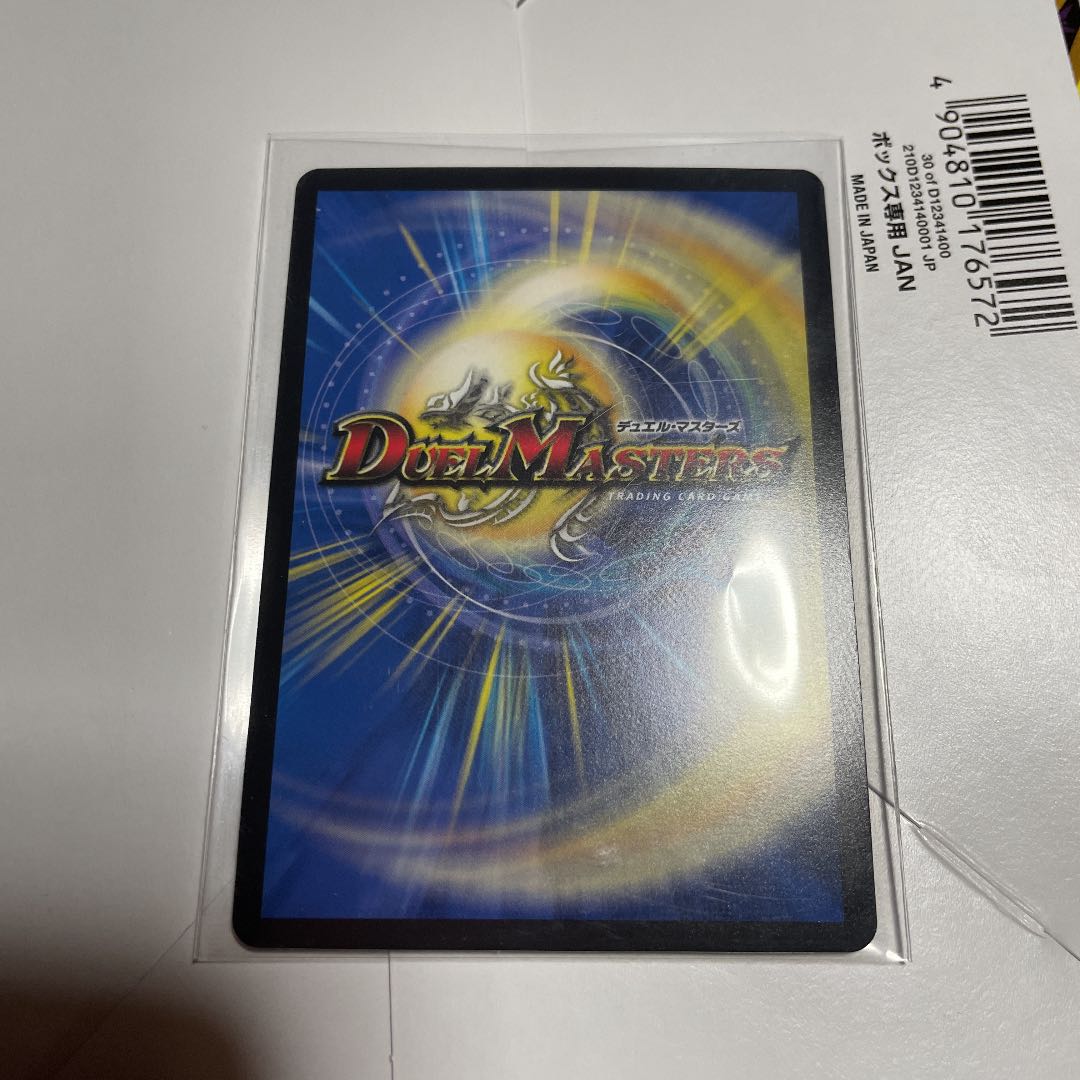 デュエル・マスターズ
DUEL MASTERS
TRADING CARD GAME
4 904810 176572
30 of D12341400
210D1234140001 JP
ボックス専用 JAN
MADE IN JAPAN